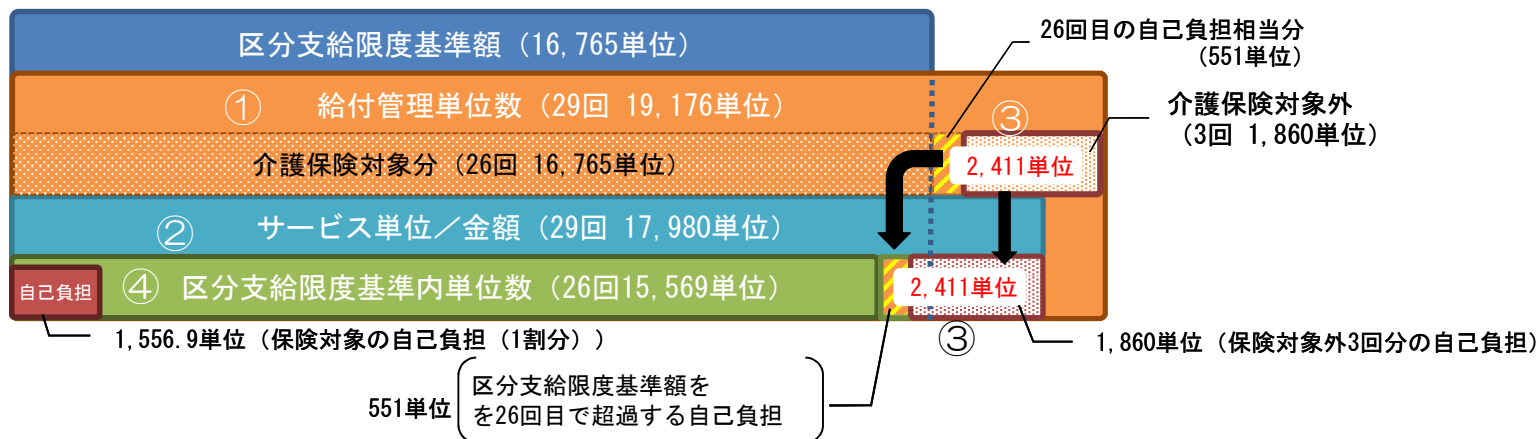 区分支給限度基準額（16,765単位）
26回目の自己負担相当分
（551単位）
① 給付管理単位数（29回 19,176単位）
③
介護保険対象外
（3回 1,860単位）
介護保険対象分（26回 16,765単位）
2,411単位
② サービス単位／金額（29回 17,980単位）
自己負担
④ 区分支給限度基準内単位数（26回15,569単位）
2,411単位
③
1,556.9単位（保険対象の自己負担（1割分））
1,860単位（保険対象外3回分の自己負担）
551単位
区分支給限度基準額を
を26回目で超過する自己負担